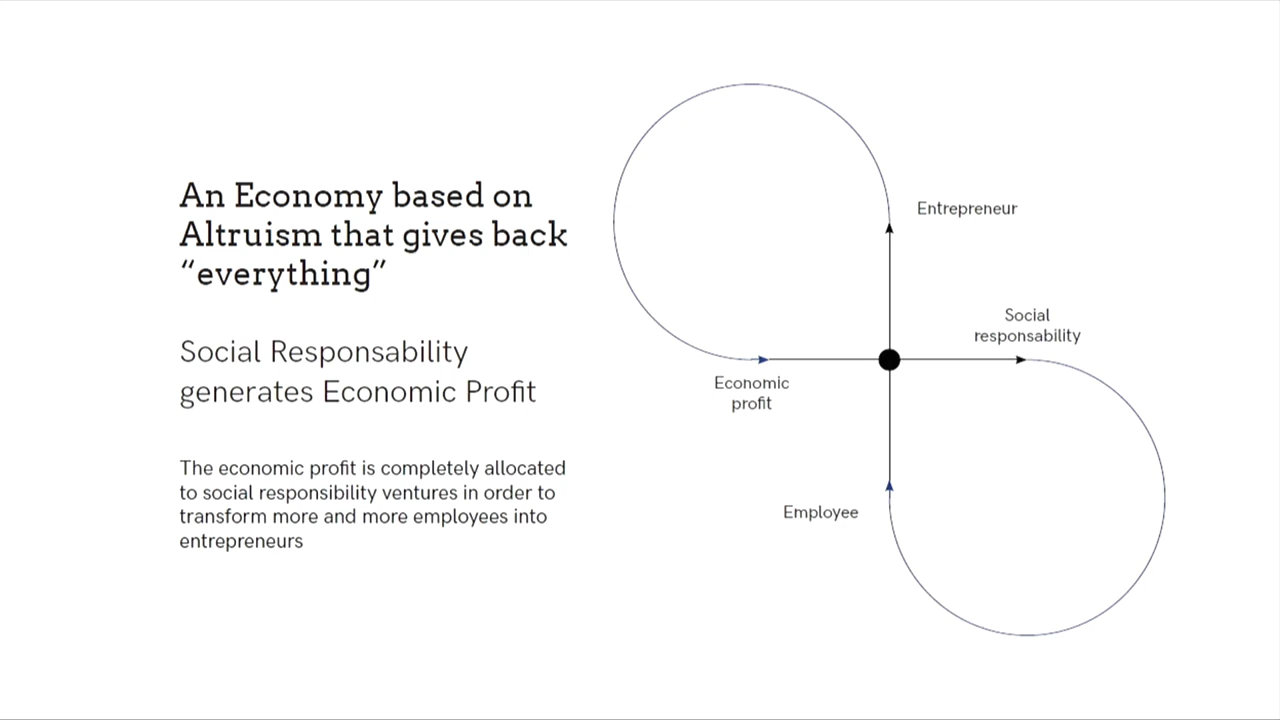 An Economy based on
Altruism that gives back
“everything”
Social Responsability
generates Economic Profit
The economic profit is completely allocated
to social responsibility ventures in order to
transform more and more employees into
entrepreneurs
Entrepreneur
Social
responsability
Economic
profit
Employee